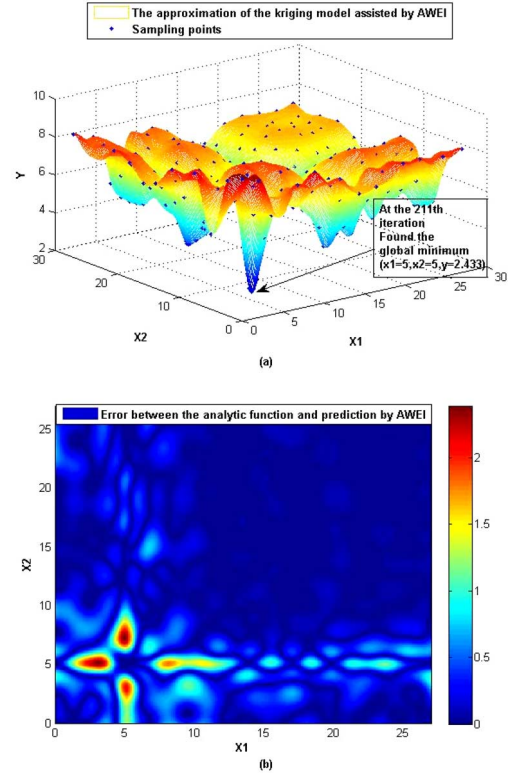 The approximation of the kriging model assisted by AWEI
Sampling points
10
8
6
4
2
Y
30
20
10
0
X2
0
5
10
15
20
25
30
X1
At the 211th
iteration
Found the
global minimum
(x1=5,x2=5,y=2.433)
(a)
Error between the analytic function and prediction by AWEI
25
20
15
10
5
0
X2
0
5
10
15
20
25
X1
2
1.5
1
0.5
0
(b)